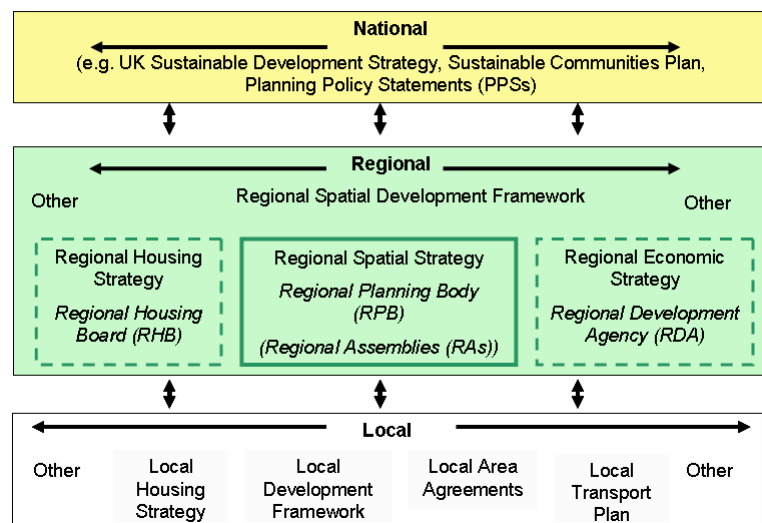 National
(e.g. UK Sustainable Development Strategy, Sustainable Communities Plan,
Planning Policy Statements (PPSs)
Regional
Regional Spatial Development Framework
Other
Other
Regional Housing
Strategy
Regional Housing
Board (RHB)
Regional Spatial Strategy
Regional Planning Body
(RPB)
(Regional Assemblies (RAs))
Regional Economic
Strategy
Regional Development
Agency (RDA)
Local
Other
Local
Housing
Strategy
Local
Development
Framework
Local Area
Agreements
Local
Transport
Plan
Other